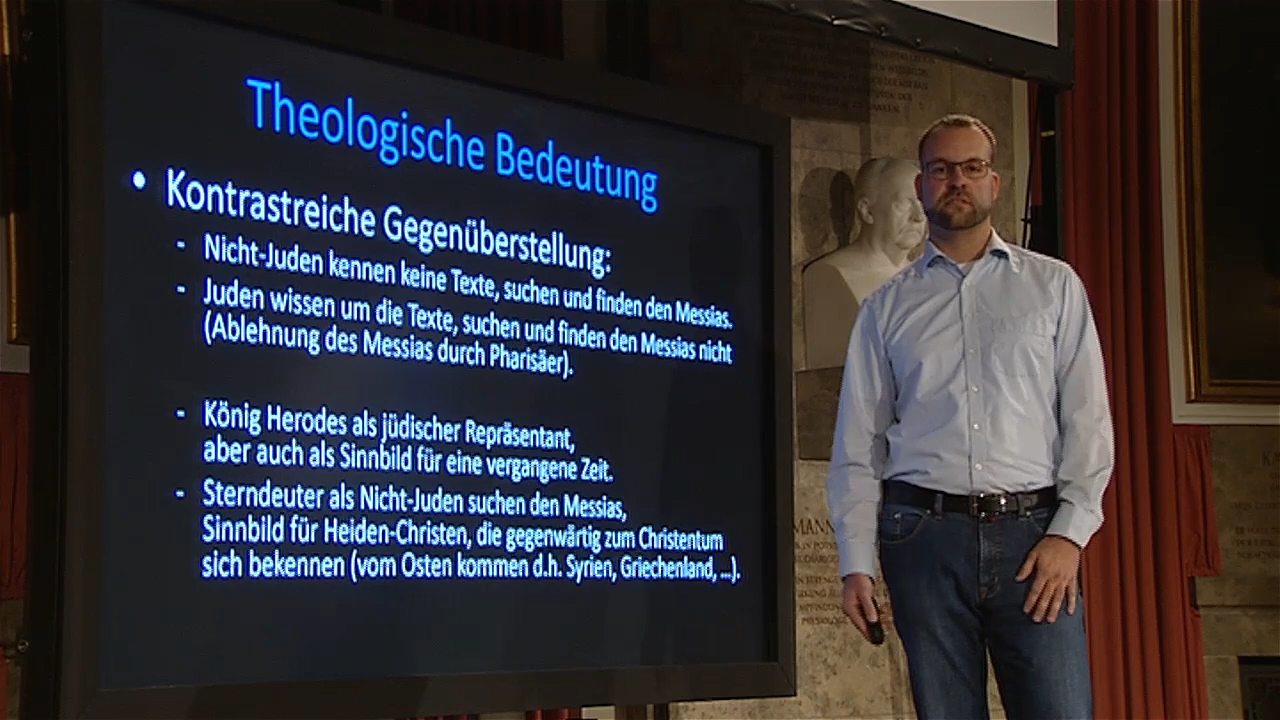 Theologische Bedeutung
• Kontrastreiche Gegenüberstellung:
- Nicht-Juden kennen keine Texte, suchen und finden den Messias.
- Juden wissen um die Texte, suchen und finden den Messias nicht
(Ablehnung des Messias durch Pharisäer).
- König Herodes als jüdischer Repräsentant,
aber auch als Sinnbild für eine vergangene Zeit.
- Sterndeuter als Nicht-Juden suchen den Messias,
Sinnbild für Heiden-Christen, die gegenwärtig zum Christentum
sich bekennen (vom Osten kommen d.h. Syrien, Griechenland, ...).